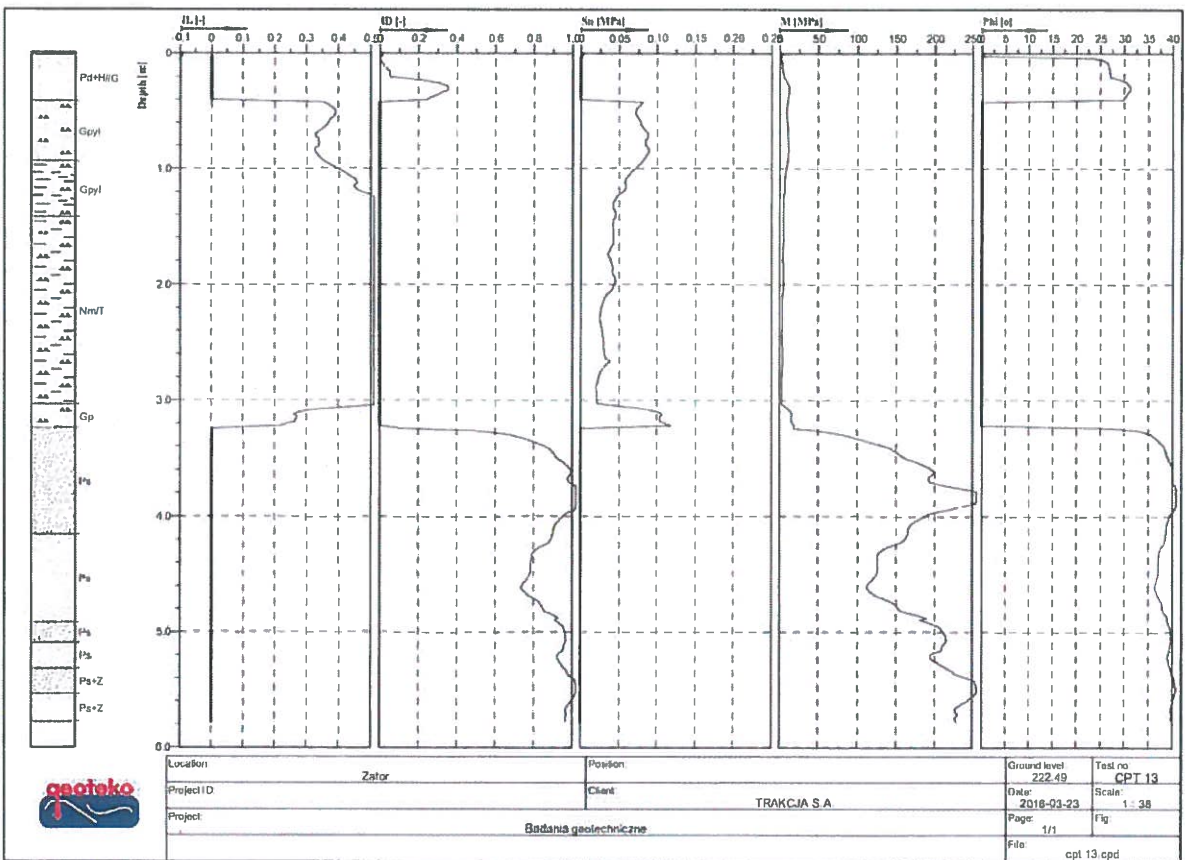 IL [-]
ID [-]
Su [MPa]
M [MPa]
Phi [o]
-0.1 0 0.1 0.2 0.3 0.4 0.5
0 0.2 0.4 0.6 0.8 1.0
0.00 0.05 0.10 0.15 0.20
50 100 150 200 250
0 5 10 15 20 25 30 35 40
Depth [m]
0
1.0
2.0
3.0
4.0
5.0
6.0
Pd+H//G
Gpyl
Gpyl
Nm/T
Gp
Ps
Ps
Ps
Ps
Ps+Z
Ps+Z
geoteko
Location:
Zator
Position:
Ground level:
222.49
Test no
CPT 13
Project ID:
Client:
TRAKCJA S.A
Date:
2016-03-23
Scale:
1 : 38
Project:
Badania geotechniczne
Page:
1/1
Fig:
File:
cpt 13.cpd